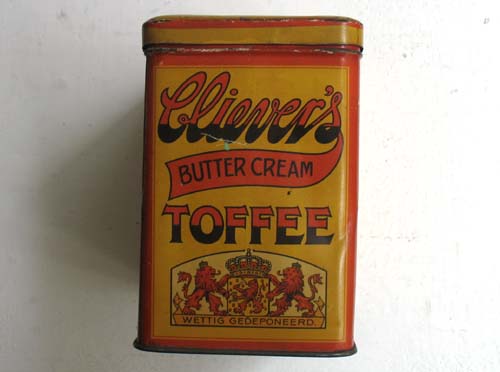 Cliever's
BUTTER CREAM
TOFFEE
WETTIG GEDEPONEERD.